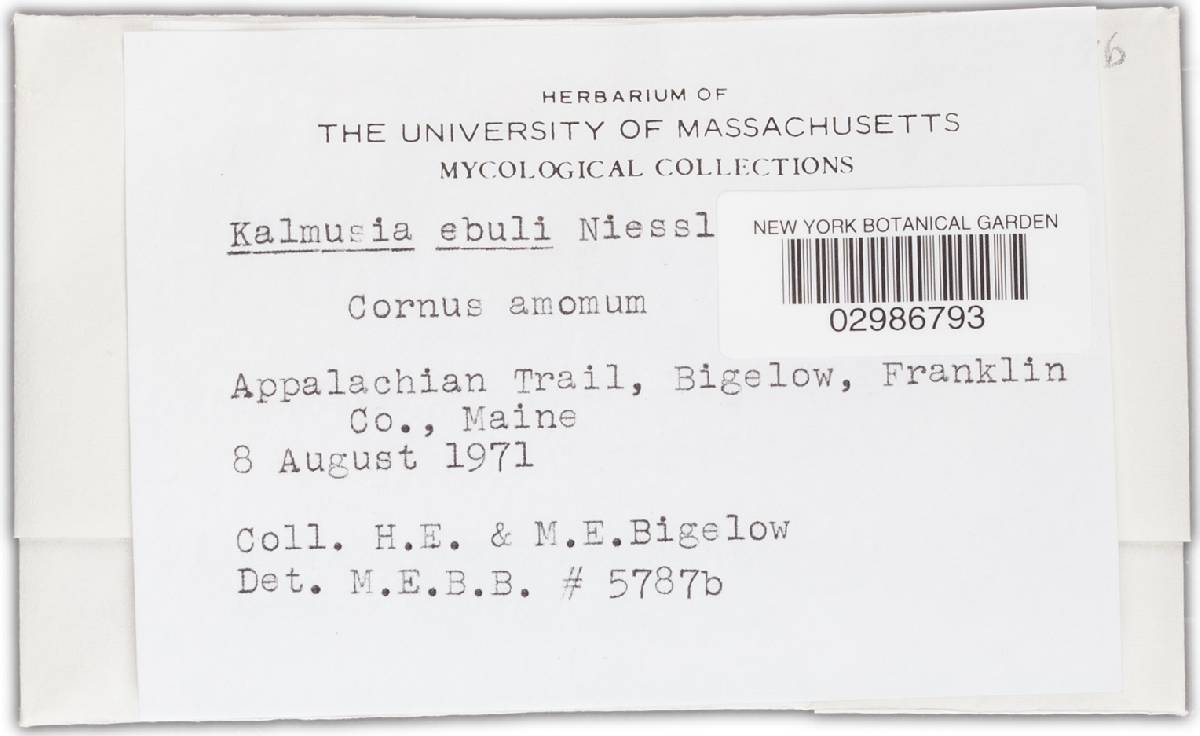 HERBARIUM OF
THE UNIVERSITY OF MASSACHUSETTS
MYCOLOGICAL COLLECTIONS
Kalmusia ebuli Niessl
NEW YORK BOTANICAL GARDEN
02986793
Cornus amomum
Appalachian Trail, Bigelow, Franklin
Co., Maine
8 August 1971
Coll. H.E. & M.E.Bigelow
Det. M.E.B.B. # 5787b